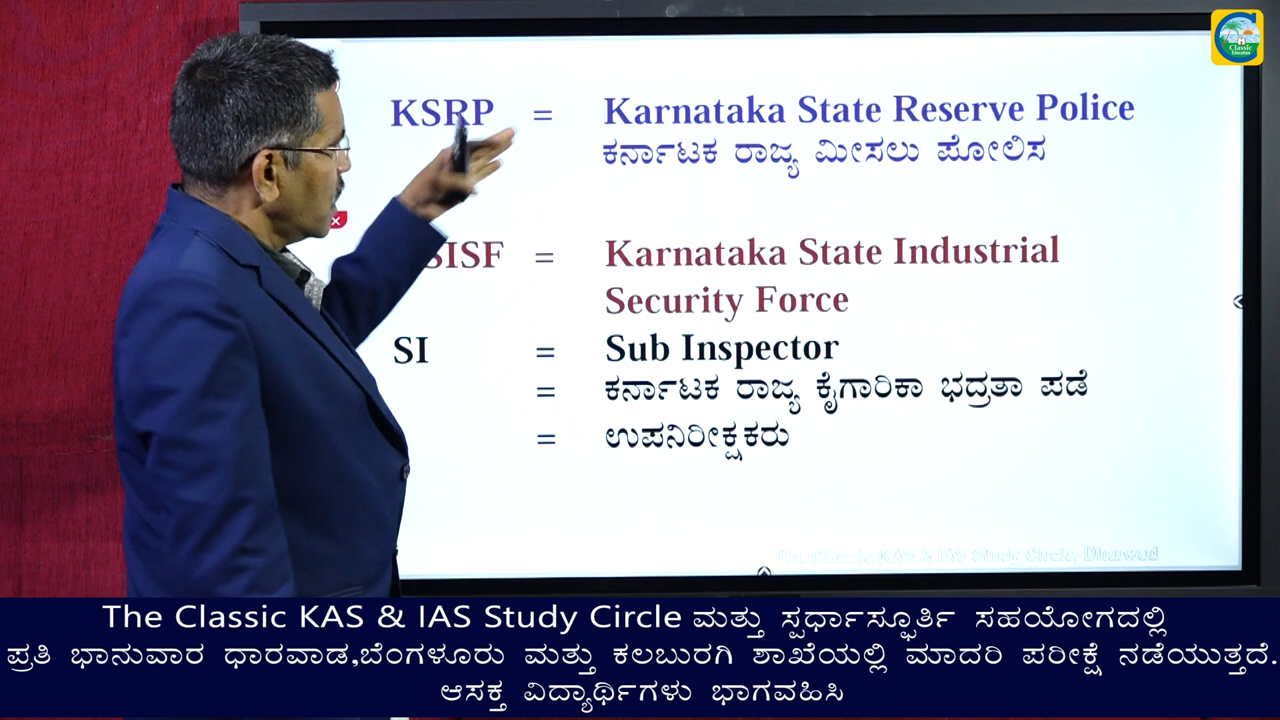 Classic
Education
KSRP = Karnataka State Reserve Police
ಕರ್ನಾಟಕ ರಾಜ್ಯ ಮೀಸಲು ಪೋಲಿಸ
SISF = Karnataka State Industrial
Security Force
SI = Sub Inspector
= ಕರ್ನಾಟಕ ರಾಜ್ಯ ಕೈಗಾರಿಕಾ ಭದ್ರತಾ ಪಡೆ
= ಉಪನಿರೀಕ್ಷಕರು
The Classic KAS & IAS Study Circle, Dharwad
The Classic KAS & IAS Study Circle ಮತ್ತು ಸ್ಪರ್ಧಾಸ್ಫೂರ್ತಿ ಸಹಯೋಗದಲ್ಲಿ
ಪ್ರತಿ ಭಾನುವಾರ ಧಾರವಾಡ,ಬೆಂಗಳೂರು ಮತ್ತು ಕಲಬುರಗಿ ಶಾಖೆಯಲ್ಲಿ ಮಾದರಿ ಪರೀಕ್ಷೆ ನಡೆಯುತ್ತದೆ.
ಆಸಕ್ತ ವಿದ್ಯಾರ್ಥಿಗಳು ಭಾಗವಹಿಸಿ